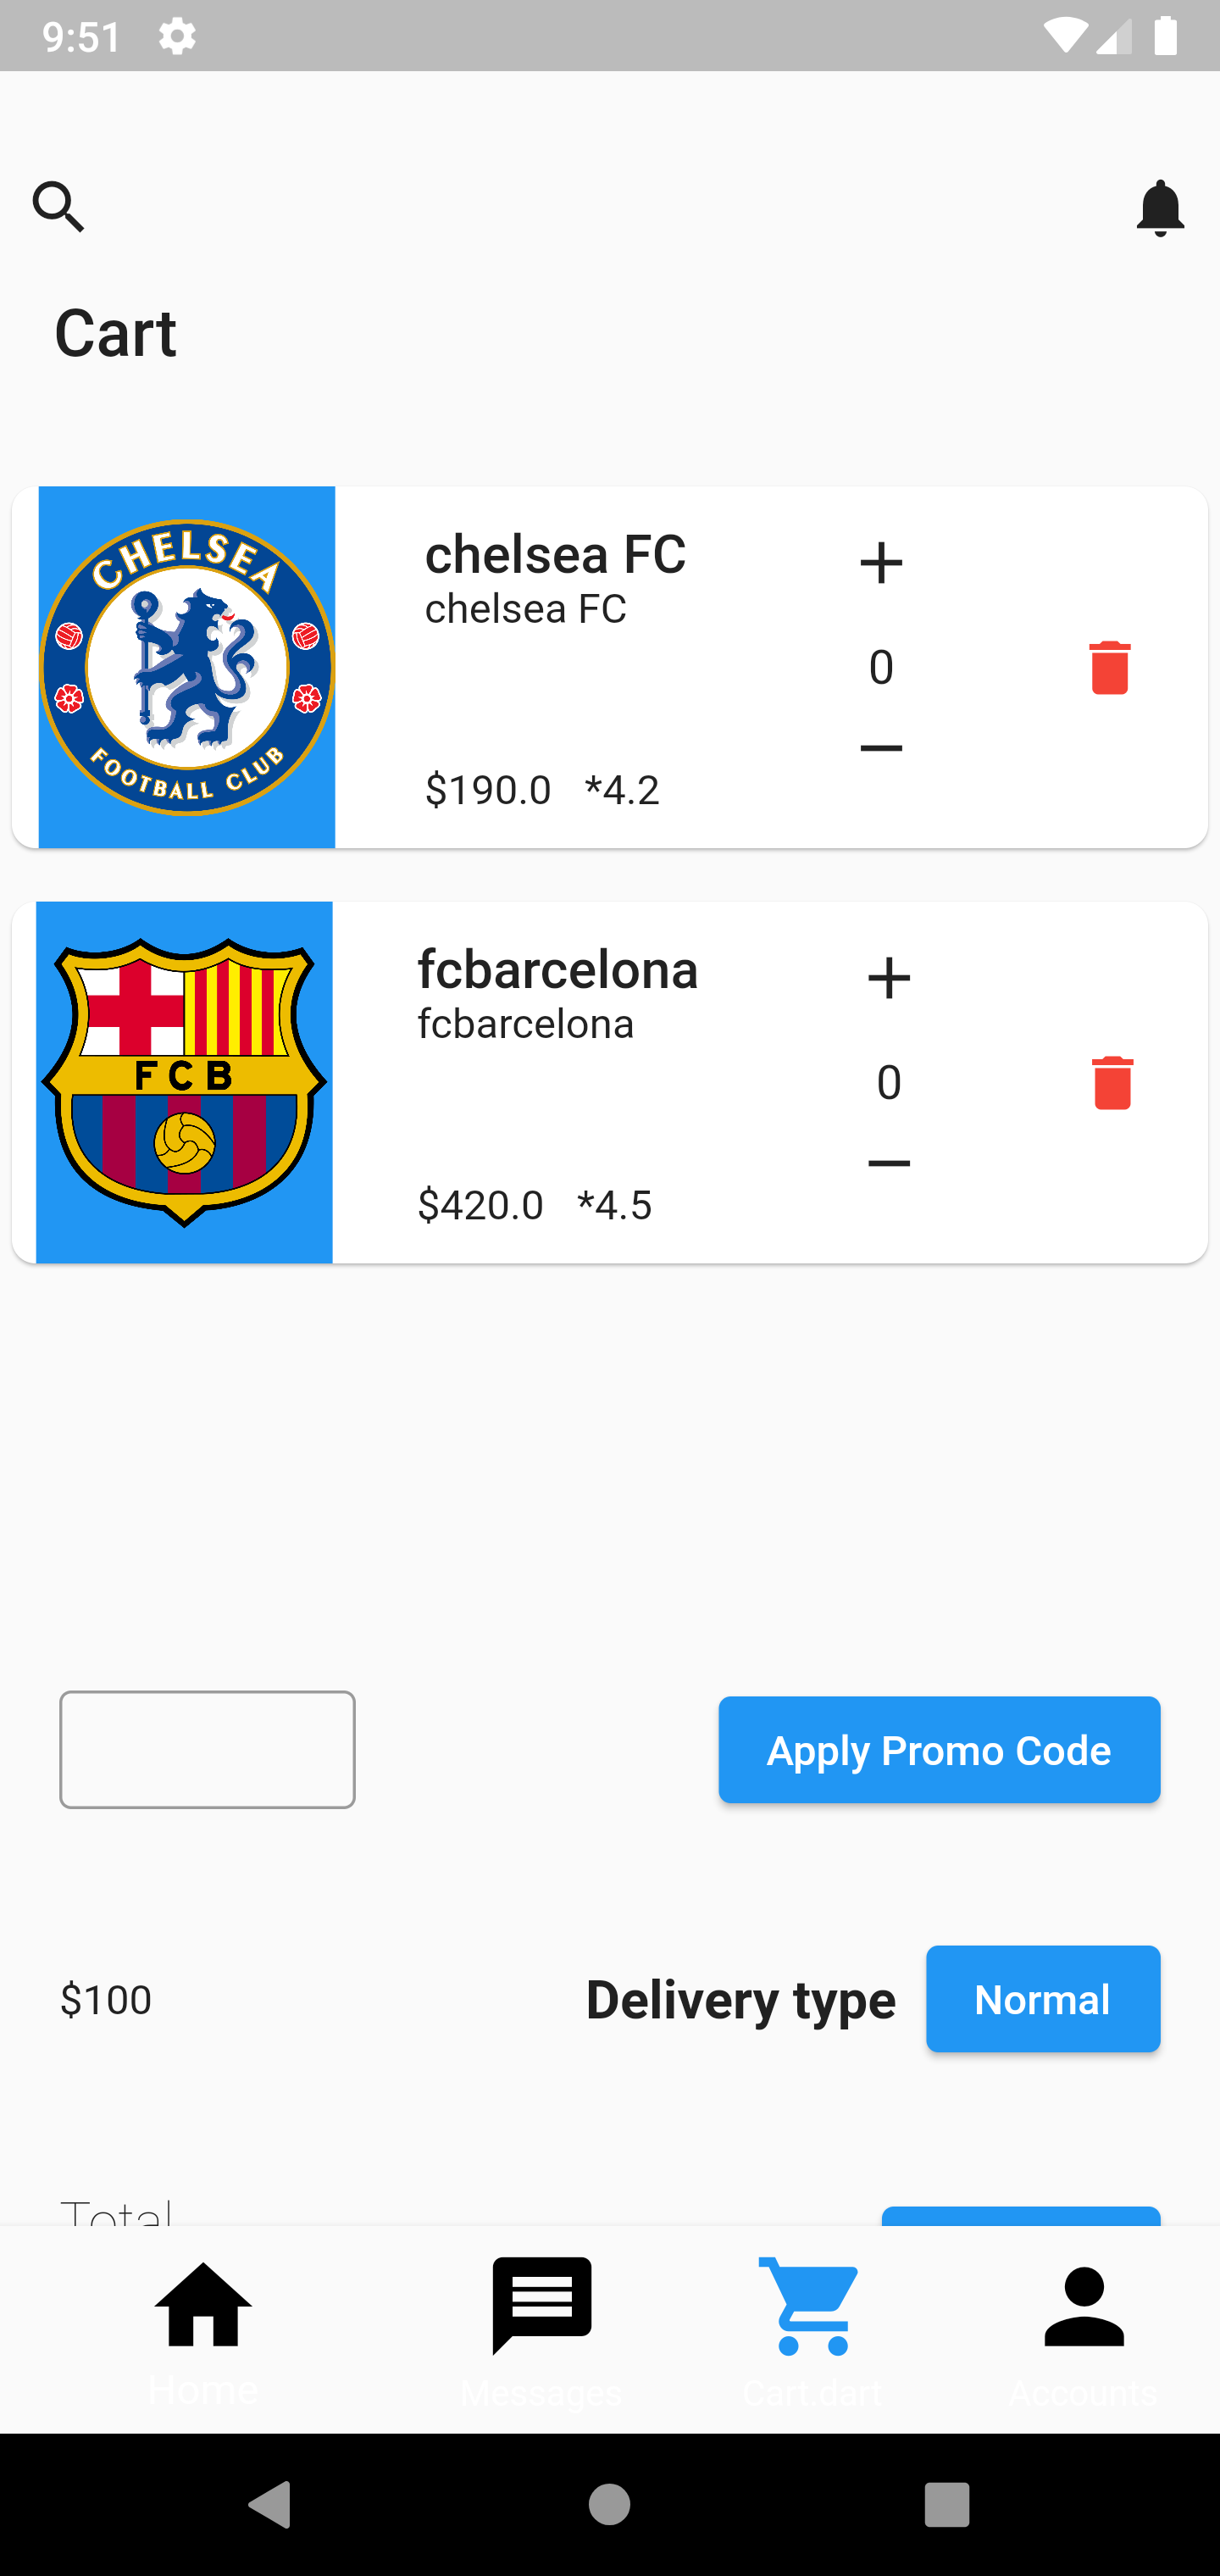 9:51
Cart
CHELSEA
FOOTBALL CLUB
chelsea FC
chelsea FC
0
$190.0 *4.2
FCB
fcbarcelona
fcbarcelona
0
$420.0 *4.5
Apply Promo Code
$100
Delivery type
Normal
Total
Home
Messages
Cart.dart
Accounts